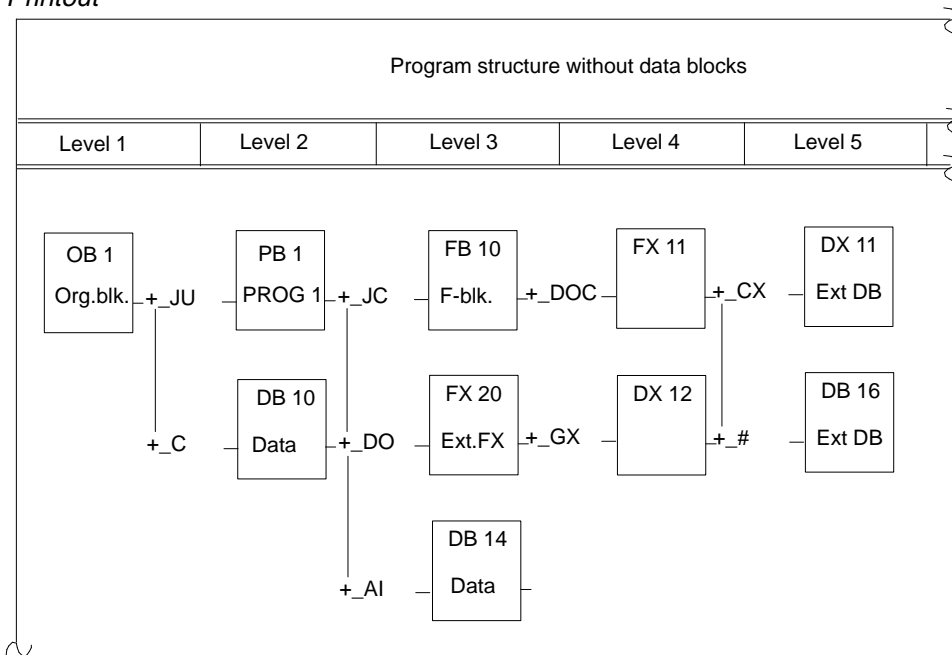 Printout
Program structure without data blocks
Level 1 Level 2 Level 3 Level 4 Level 5
OB 1 PB 1 FB 10 FX 11 DX 11
Org.blk. +_JU PROG 1 +_JC F-blk. +_DOC +_CX Ext DB
DB 10 FX 20 DX 12 DB 16
+_C Data +_DO Ext.FX +_GX +_# Ext DB
DB 14
+_AI Data